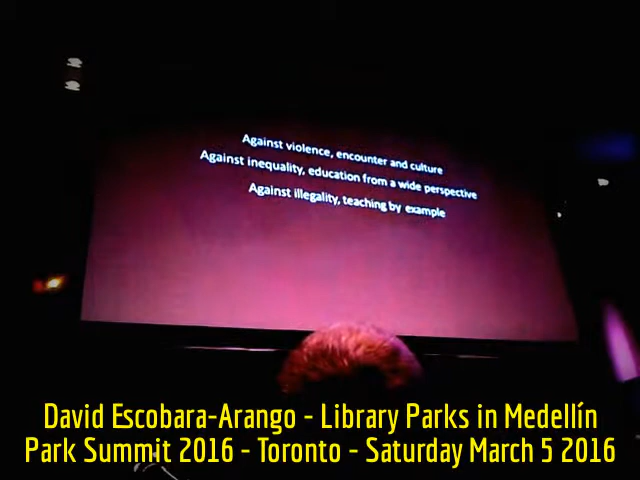 Against violence, encounter and culture
Against inequality, education from a wide perspective
Against illegality, teaching by example
David Escobara-Arango - Library Parks in Medellín
Park Summit 2016 - Toronto - Saturday March 5 2016